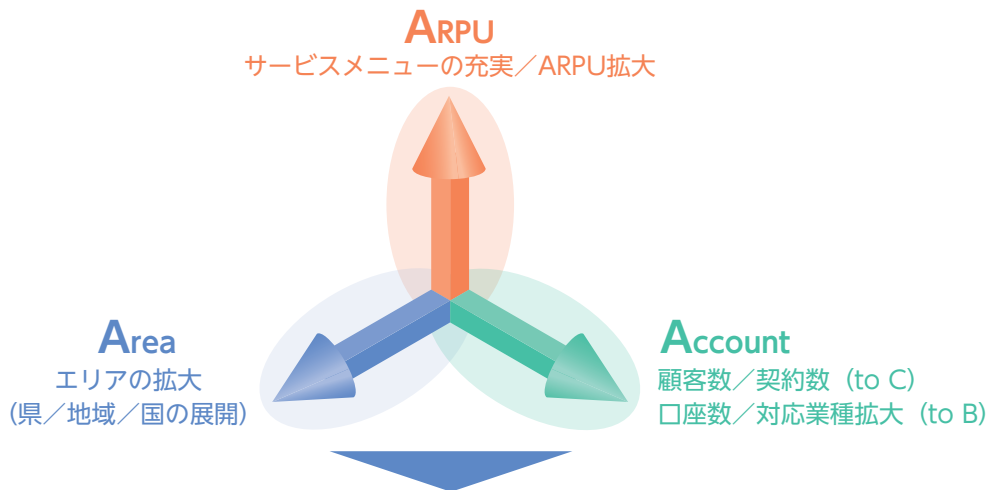 ARPU
サービスメニューの充実／ARPU拡大
Area
エリアの拡大
(県／地域／国の展開)
Account
顧客数／契約数（to C）
口座数／対応業種拡大（to B）